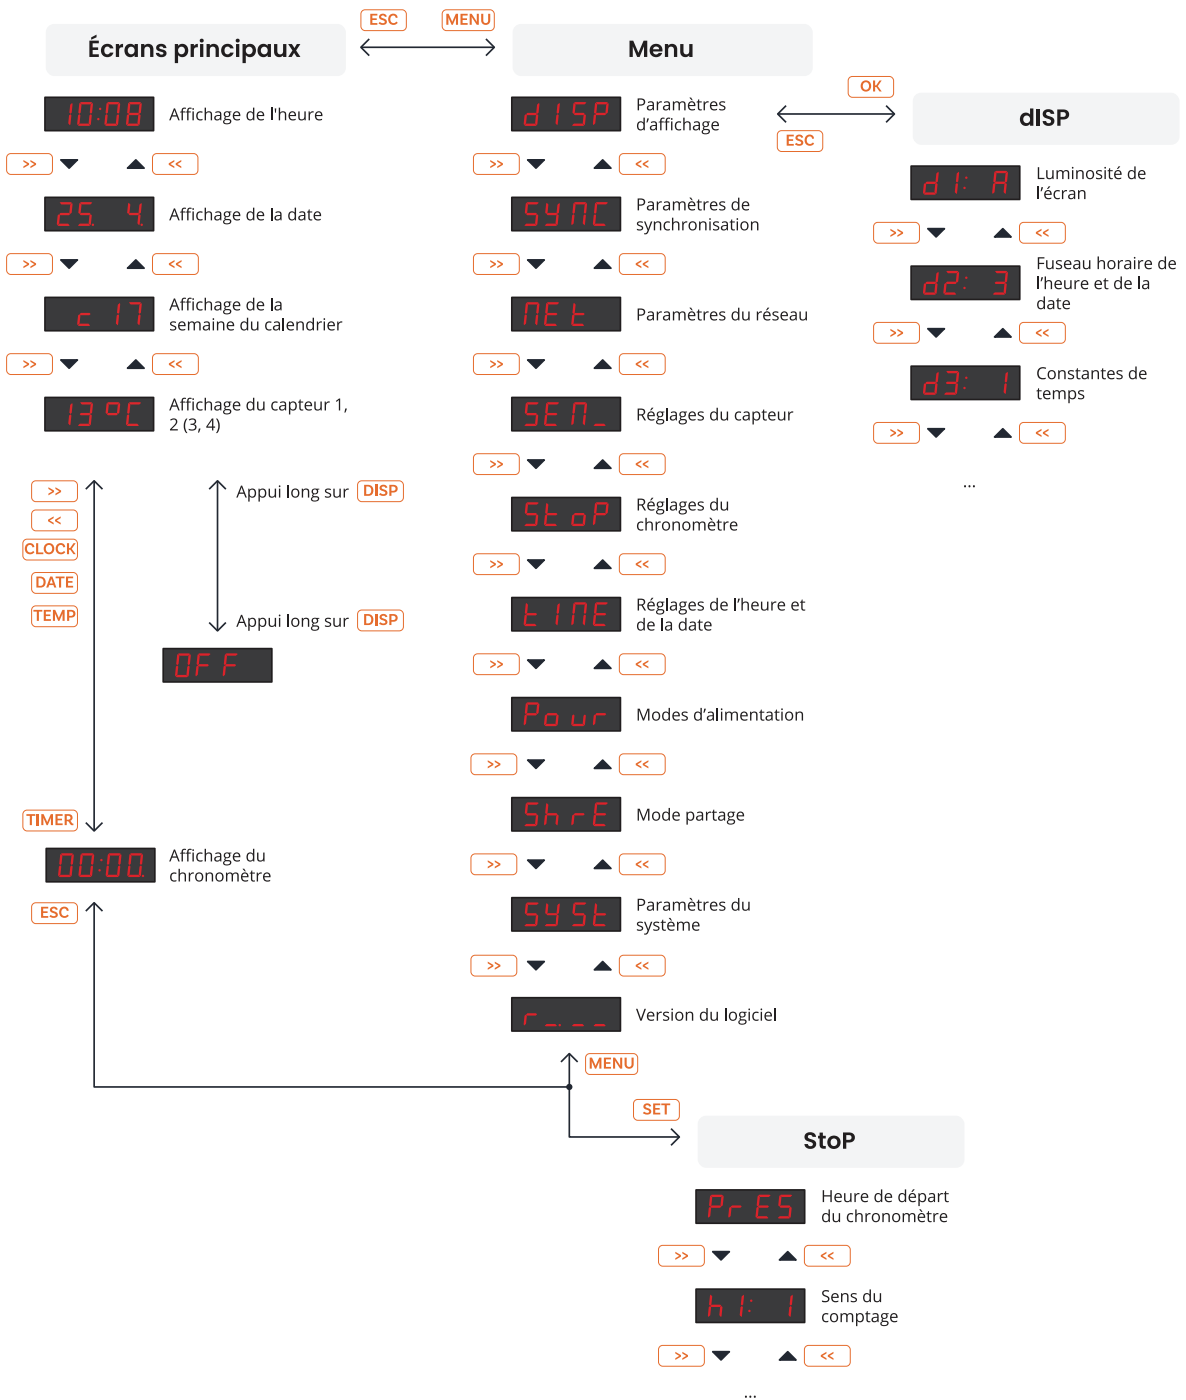 ESC
MENU
Écrans principaux
10:08
Affichage de l'heure
>>
<<
25. 4.
Affichage de la date
>>
<<
c 17
Affichage de la
semaine du calendrier
>>
<<
13 °C
Affichage du capteur 1,
2 (3, 4)
>>
<<
CLOCK
DATE
TEMP
Appui long sur DISP
Appui long sur DISP
OFF
TIMER
00:00.
Affichage du
chronomètre
ESC
Menu
dISP
Paramètres
d’affichage
>>
<<
SYNC
Paramètres de
synchronisation
>>
<<
NEt
Paramètres du réseau
>>
<<
SEN_
Réglages du capteur
>>
<<
StoP
Réglages du
chronomètre
>>
<<
tIME
Réglages de l’heure et
de la date
>>
<<
Pour
Modes d’alimentation
>>
<<
ShrE
Mode partage
>>
<<
SYSt
Paramètres du
système
>>
<<
r _._ _
Version du logiciel
MENU
SET
OK
ESC
dISP
d1: A
Luminosité de
l’écran
>>
<<
d2: 3
Fuseau horaire de
l’heure et de la
date
>>
<<
d3: 1
Constantes de
temps
>>
<<
...
StoP
PrES
Heure de départ
du chronomètre
>>
<<
h1: 1
Sens du
comptage
>>
<<
...